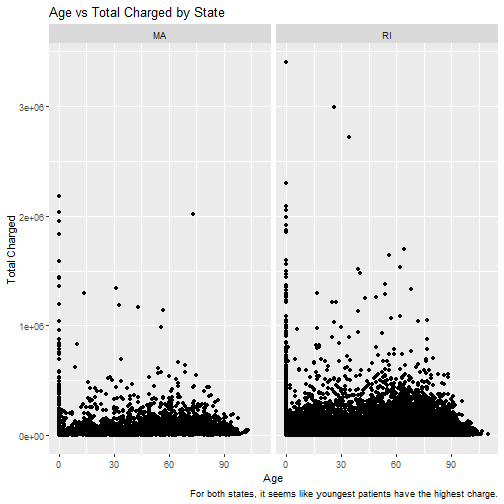 Age vs Total Charged by State
MA
RI
3e+06
2e+06
1e+06
0e+00
Total Charged
0
30
60
90
0
30
60
90
Age
For both states, it seems like youngest patients have the highest charge.